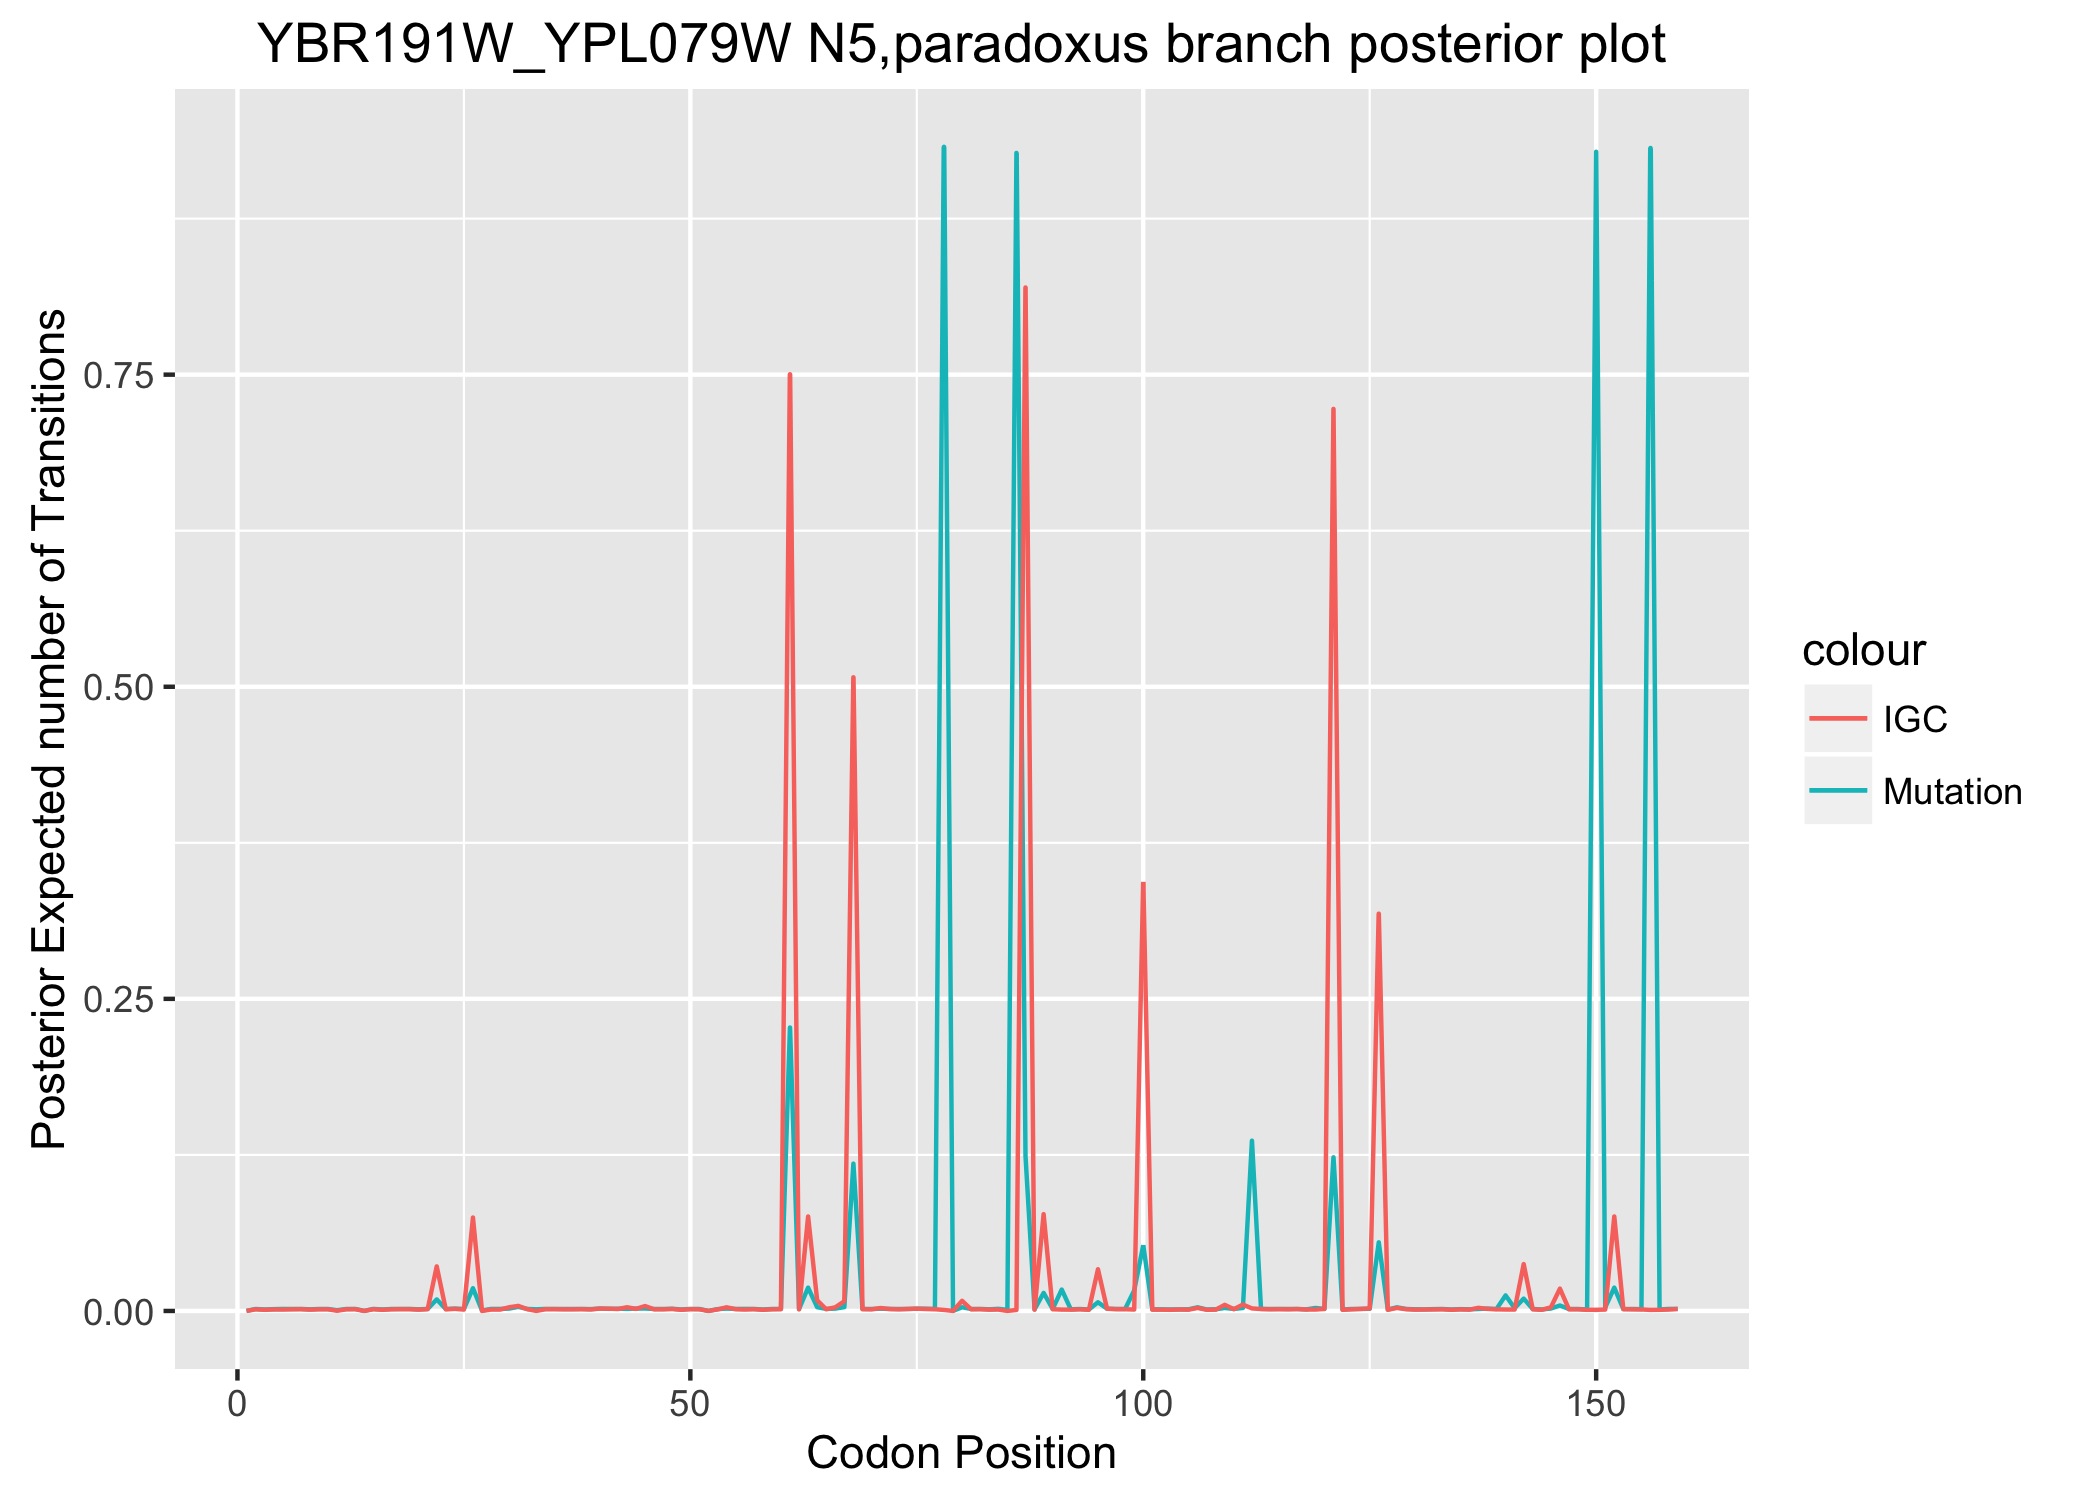 YBR191W_YPL079W N5,paradoxus branch posterior plot
Posterior Expected number of Transitions
0.75
0.50
0.25
0.00
0 50 100 150
Codon Position
colour
IGC
Mutation